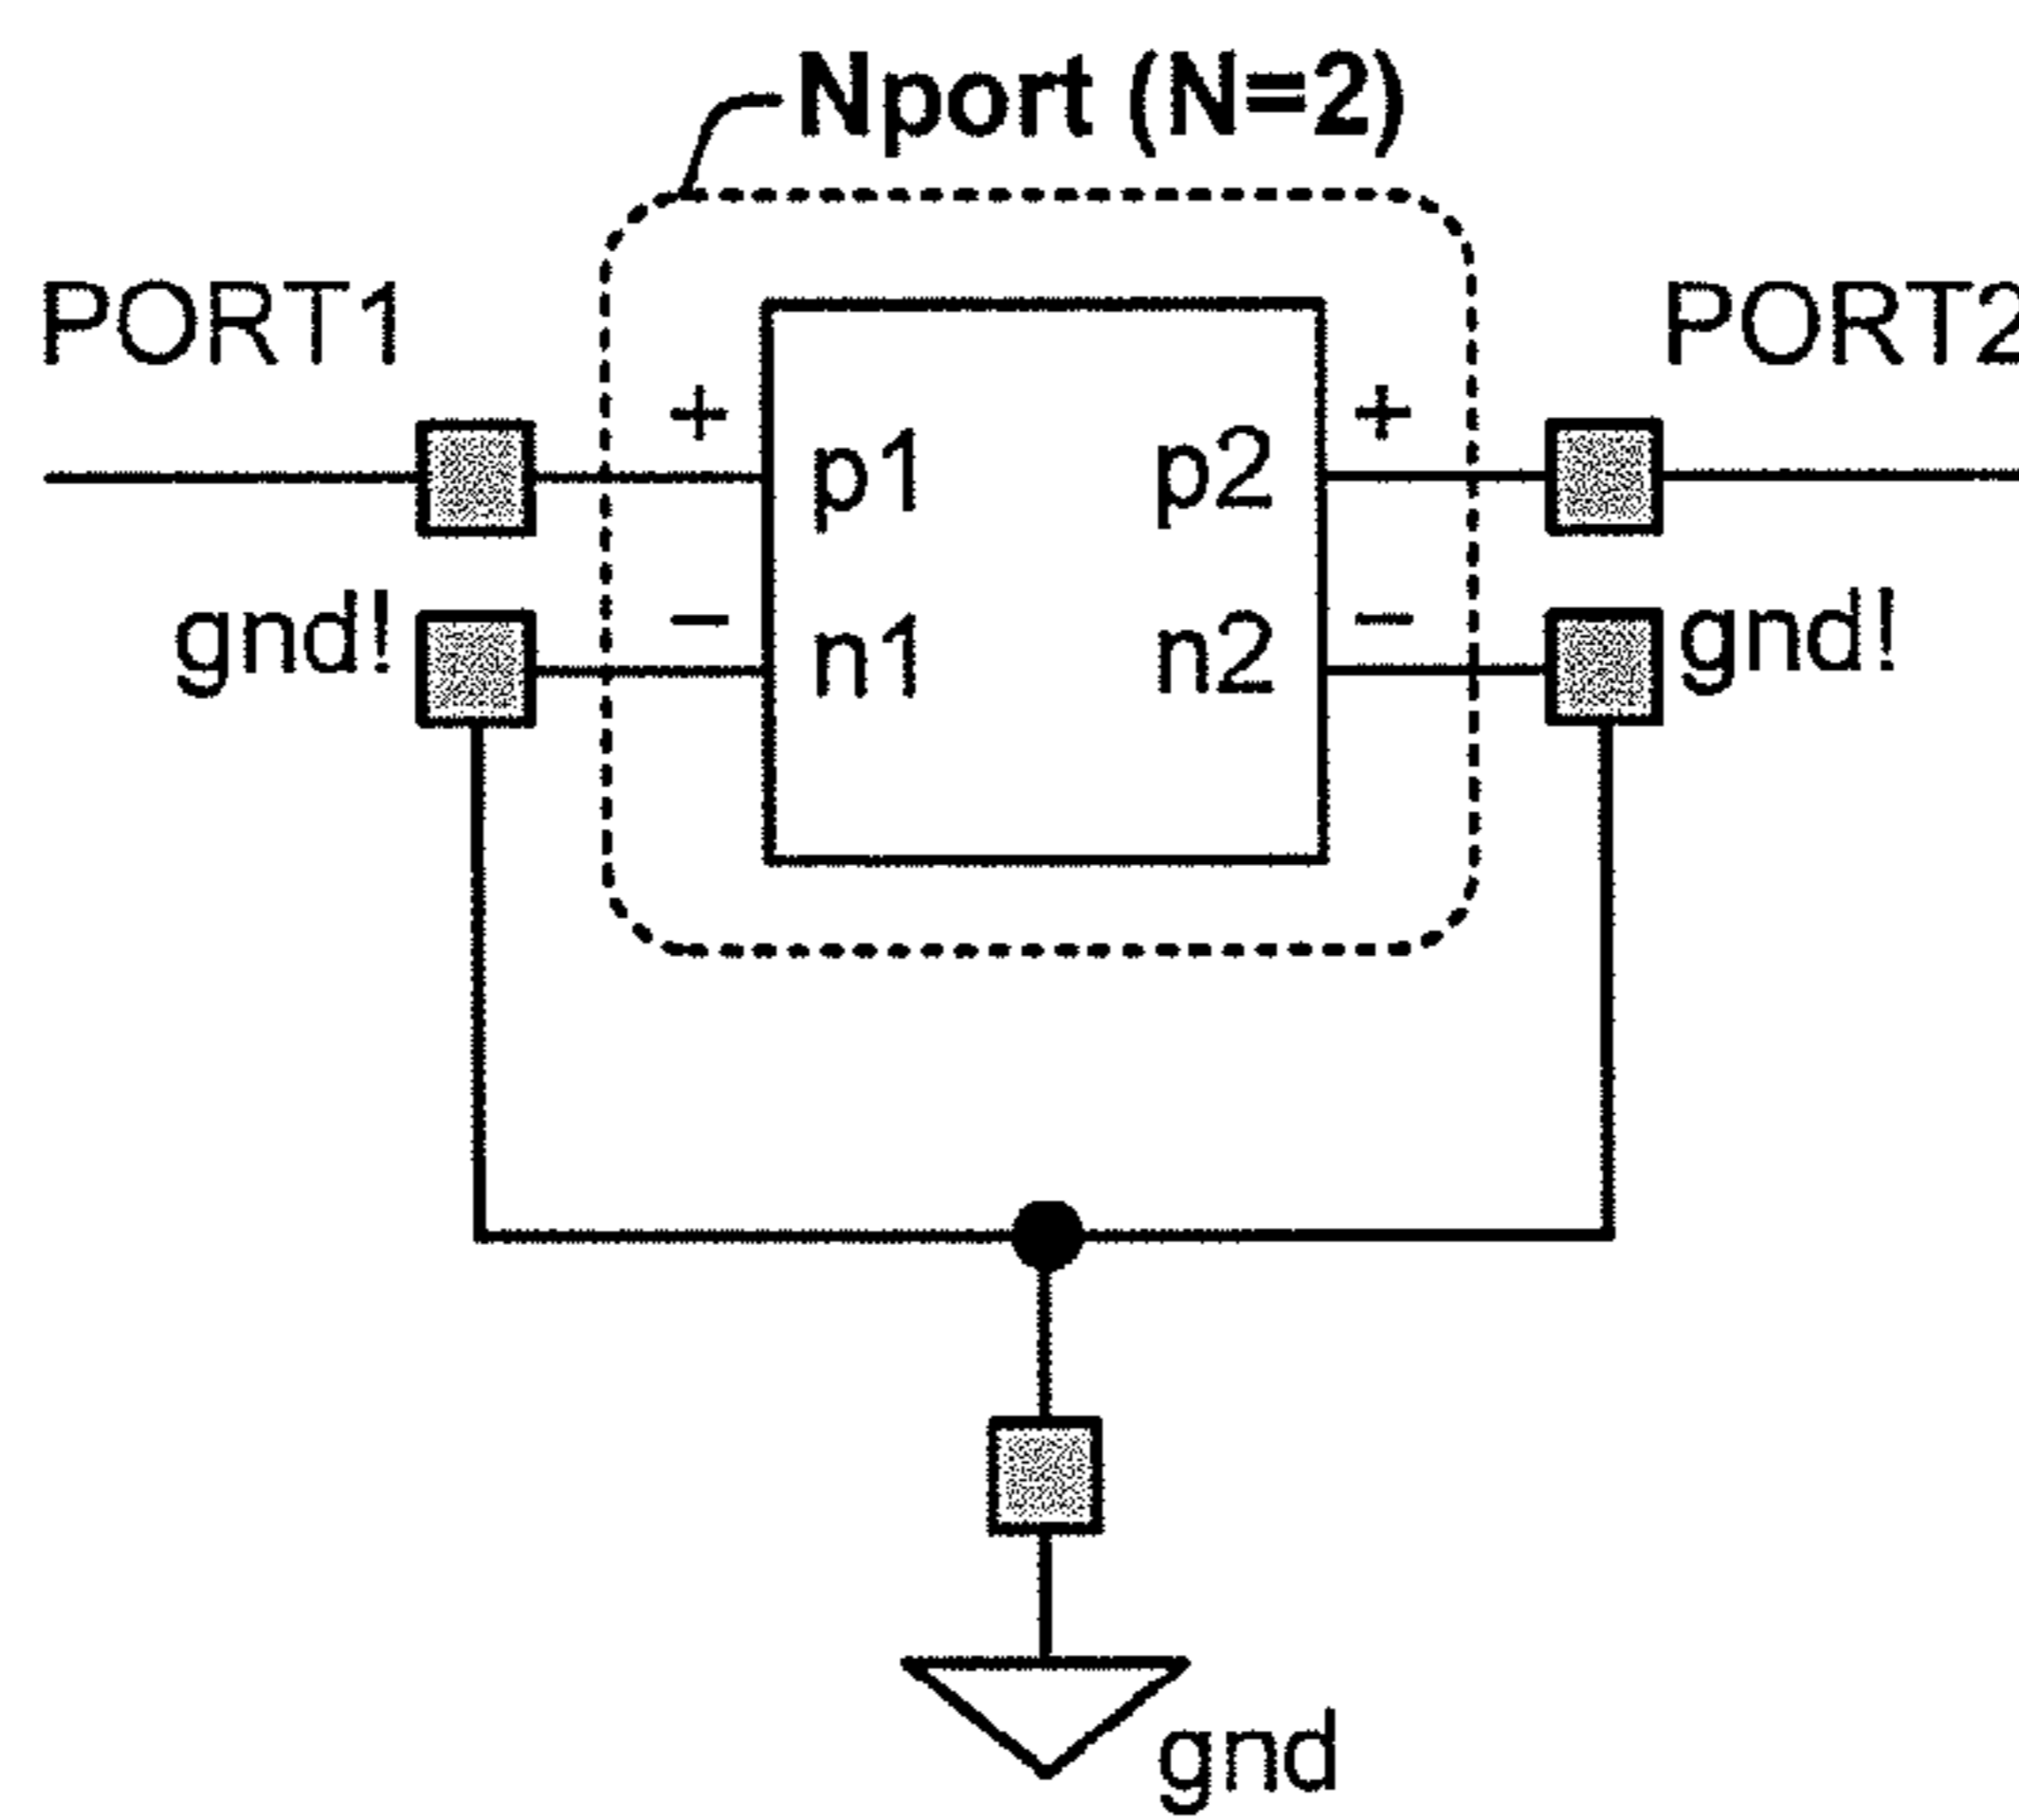 Nport (N=2)
PORT1
PORT2
+
+
p1
p2
gnd!
−
−
gnd!
n1
n2
gnd